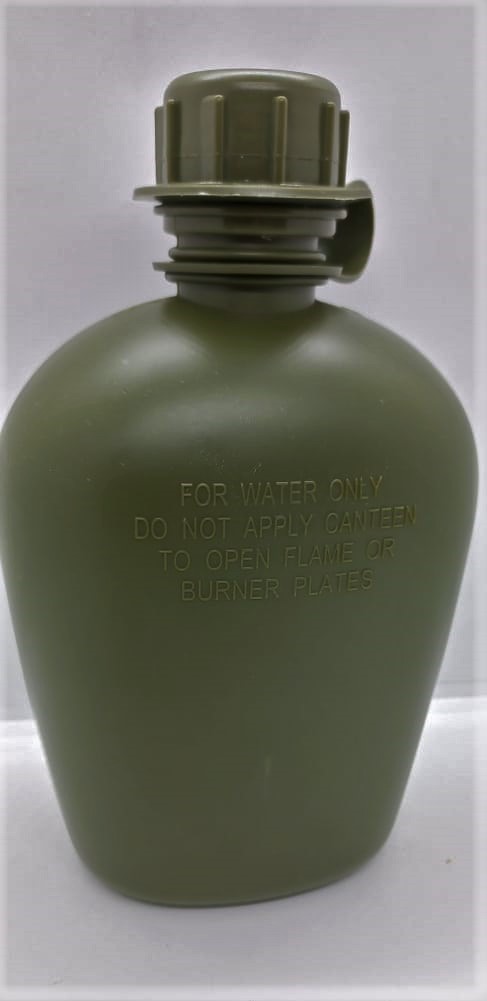 FOR WATER ONLY
DO NOT APPLY CANTEEN
TO OPEN FLAME OR
BURNER PLATES